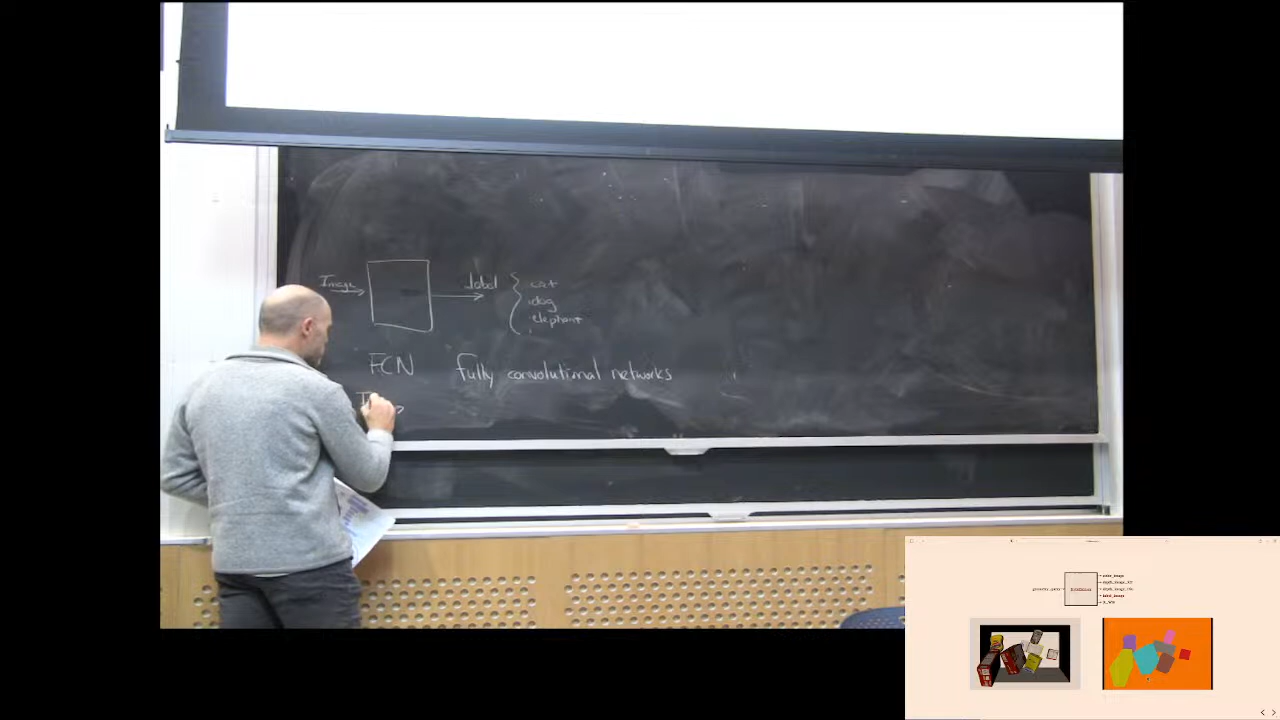 Image
label
cat
dog
elephant
FCN fully convolutional networks
I